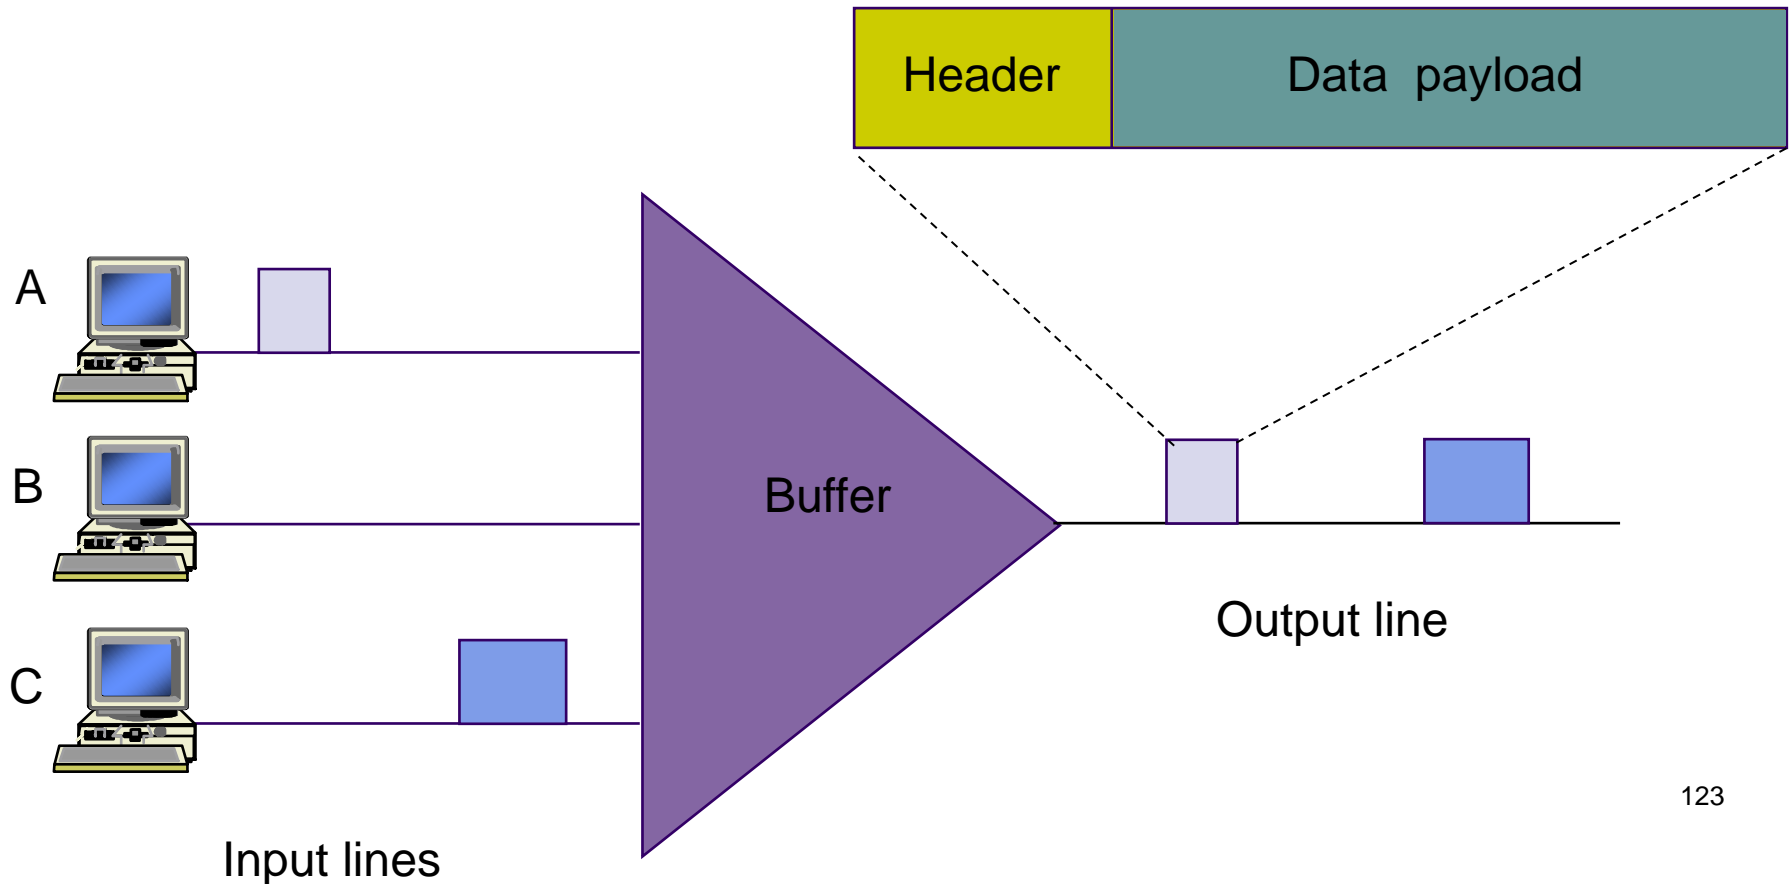 Header
Data payload
A
B
Buffer
Output line
C
123
Input lines